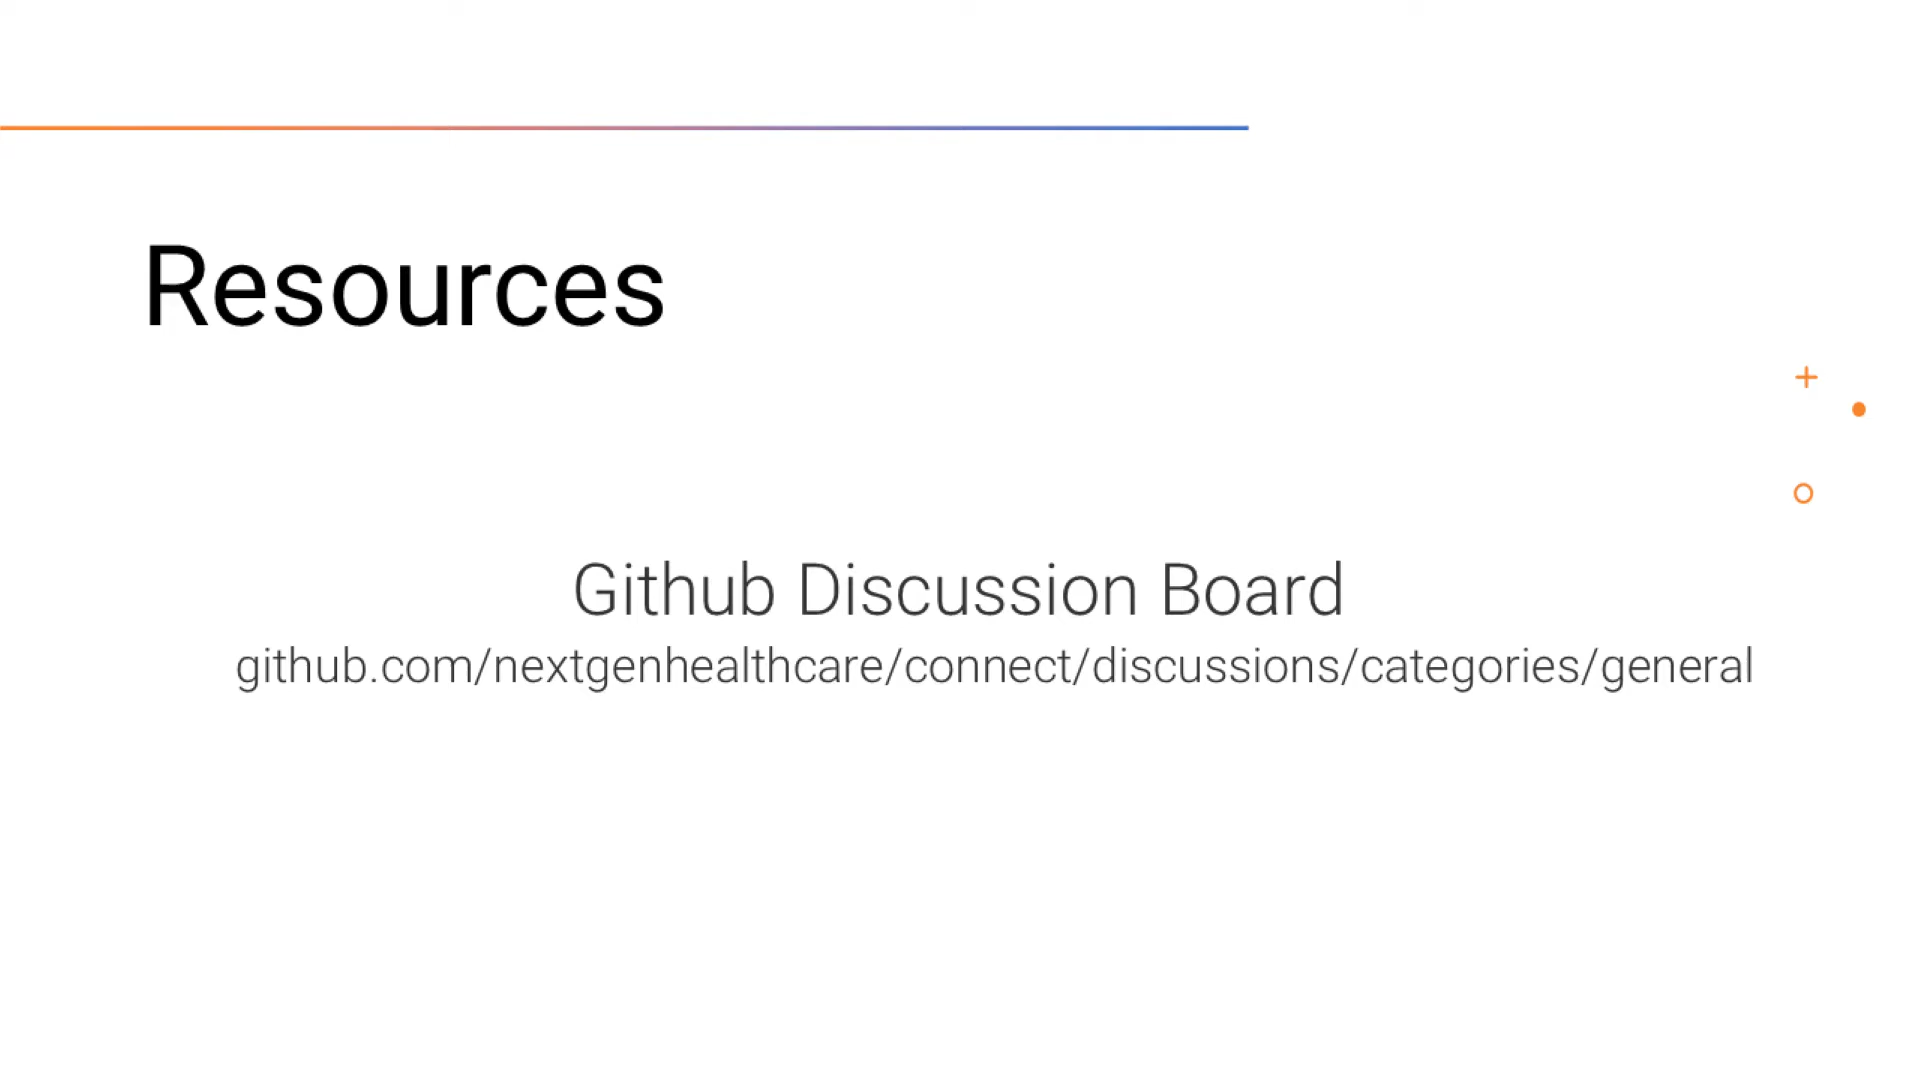 Resources
Github Discussion Board
github.com/nextgenhealthcare/connect/discussions/categories/general